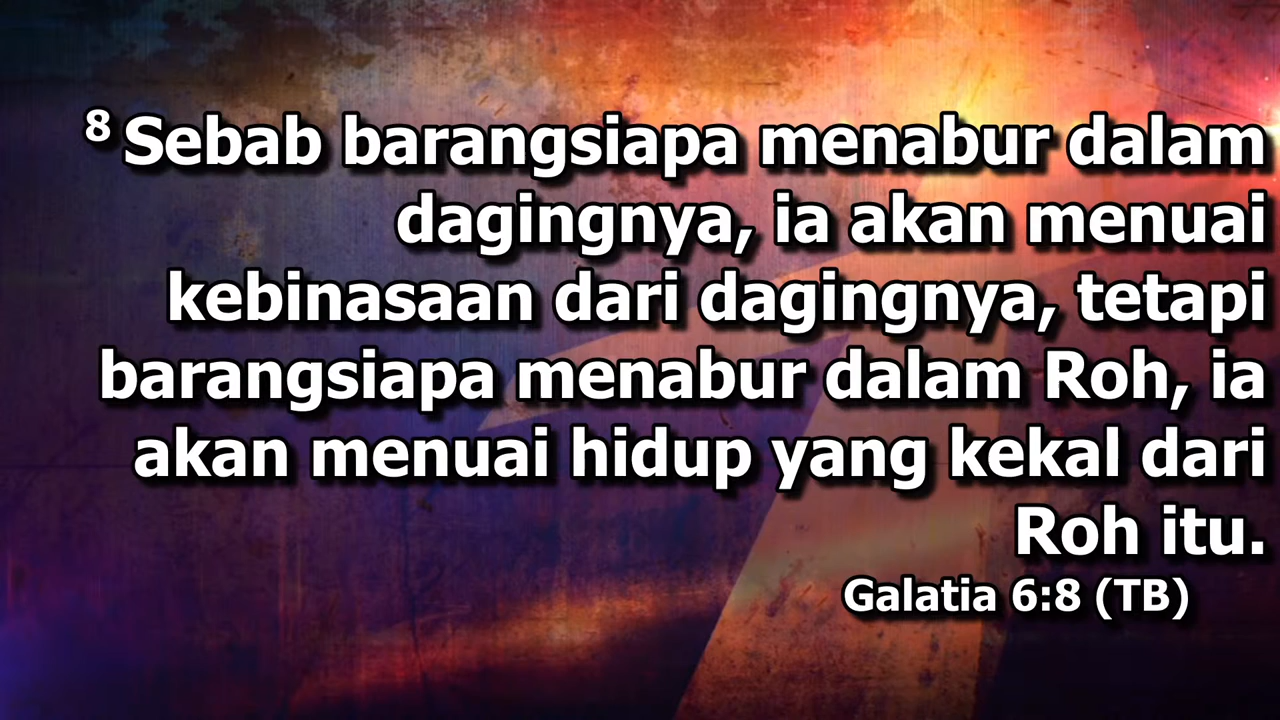 8 Sebab barangsiapa menabur dalam
dagingnya, ia akan menuai
kebinasaan dari dagingnya, tetapi
barangsiapa menabur dalam Roh, ia
akan menuai hidup yang kekal dari
Roh itu.
Galatia 6:8 (TB)